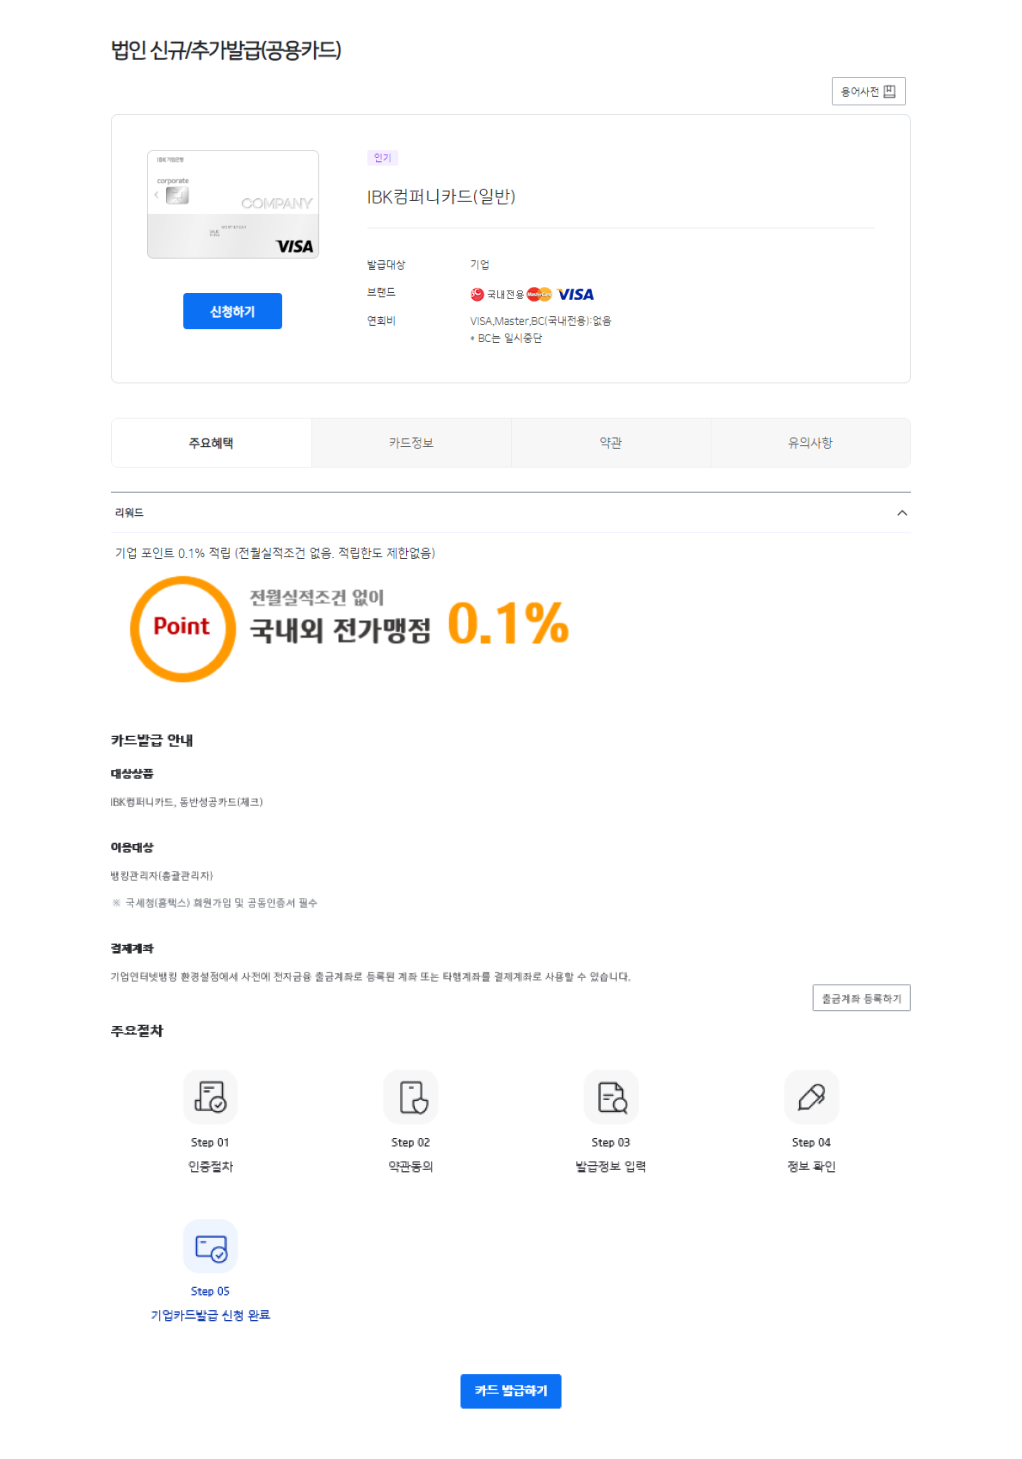 법인 신규/추가발급(공용카드)
용어사전
IBK 기업은행
corporate
COMPANY
VISA
신청하기
인기
IBK컴퍼니카드(일반)
발급대상 기업
브랜드 국내전용 MasterCard VISA
연회비 VISA,Master,BC(국내전용):없음
* BC는 일시중단
주요혜택 카드정보 약관 유의사항
리워드
기업 포인트 0.1% 적립 (전월실적조건 없음. 적립한도 제한없음)
Point
전월실적조건 없이
국내외 전가맹점 0.1%
카드발급 안내
대상상품
IBK컴퍼니카드, 동반성공카드(체크)
이용대상
뱅킹관리자(총괄관리자)
※ 국세청(홈텍스) 회원가입 및 공동인증서 필수
결제계좌
기업인터넷뱅킹 환경설정에서 사전에 전자금융 출금계좌로 등록된 계좌 또는 타행계좌를 결제계좌로 사용할 수 있습니다.
출금계좌 등록하기
주요절차
Step 01 Step 02 Step 03 Step 04
인증절차 약관동의 발급정보 입력 정보 확인
Step 05
기업카드발급 신청 완료
카드 발급하기